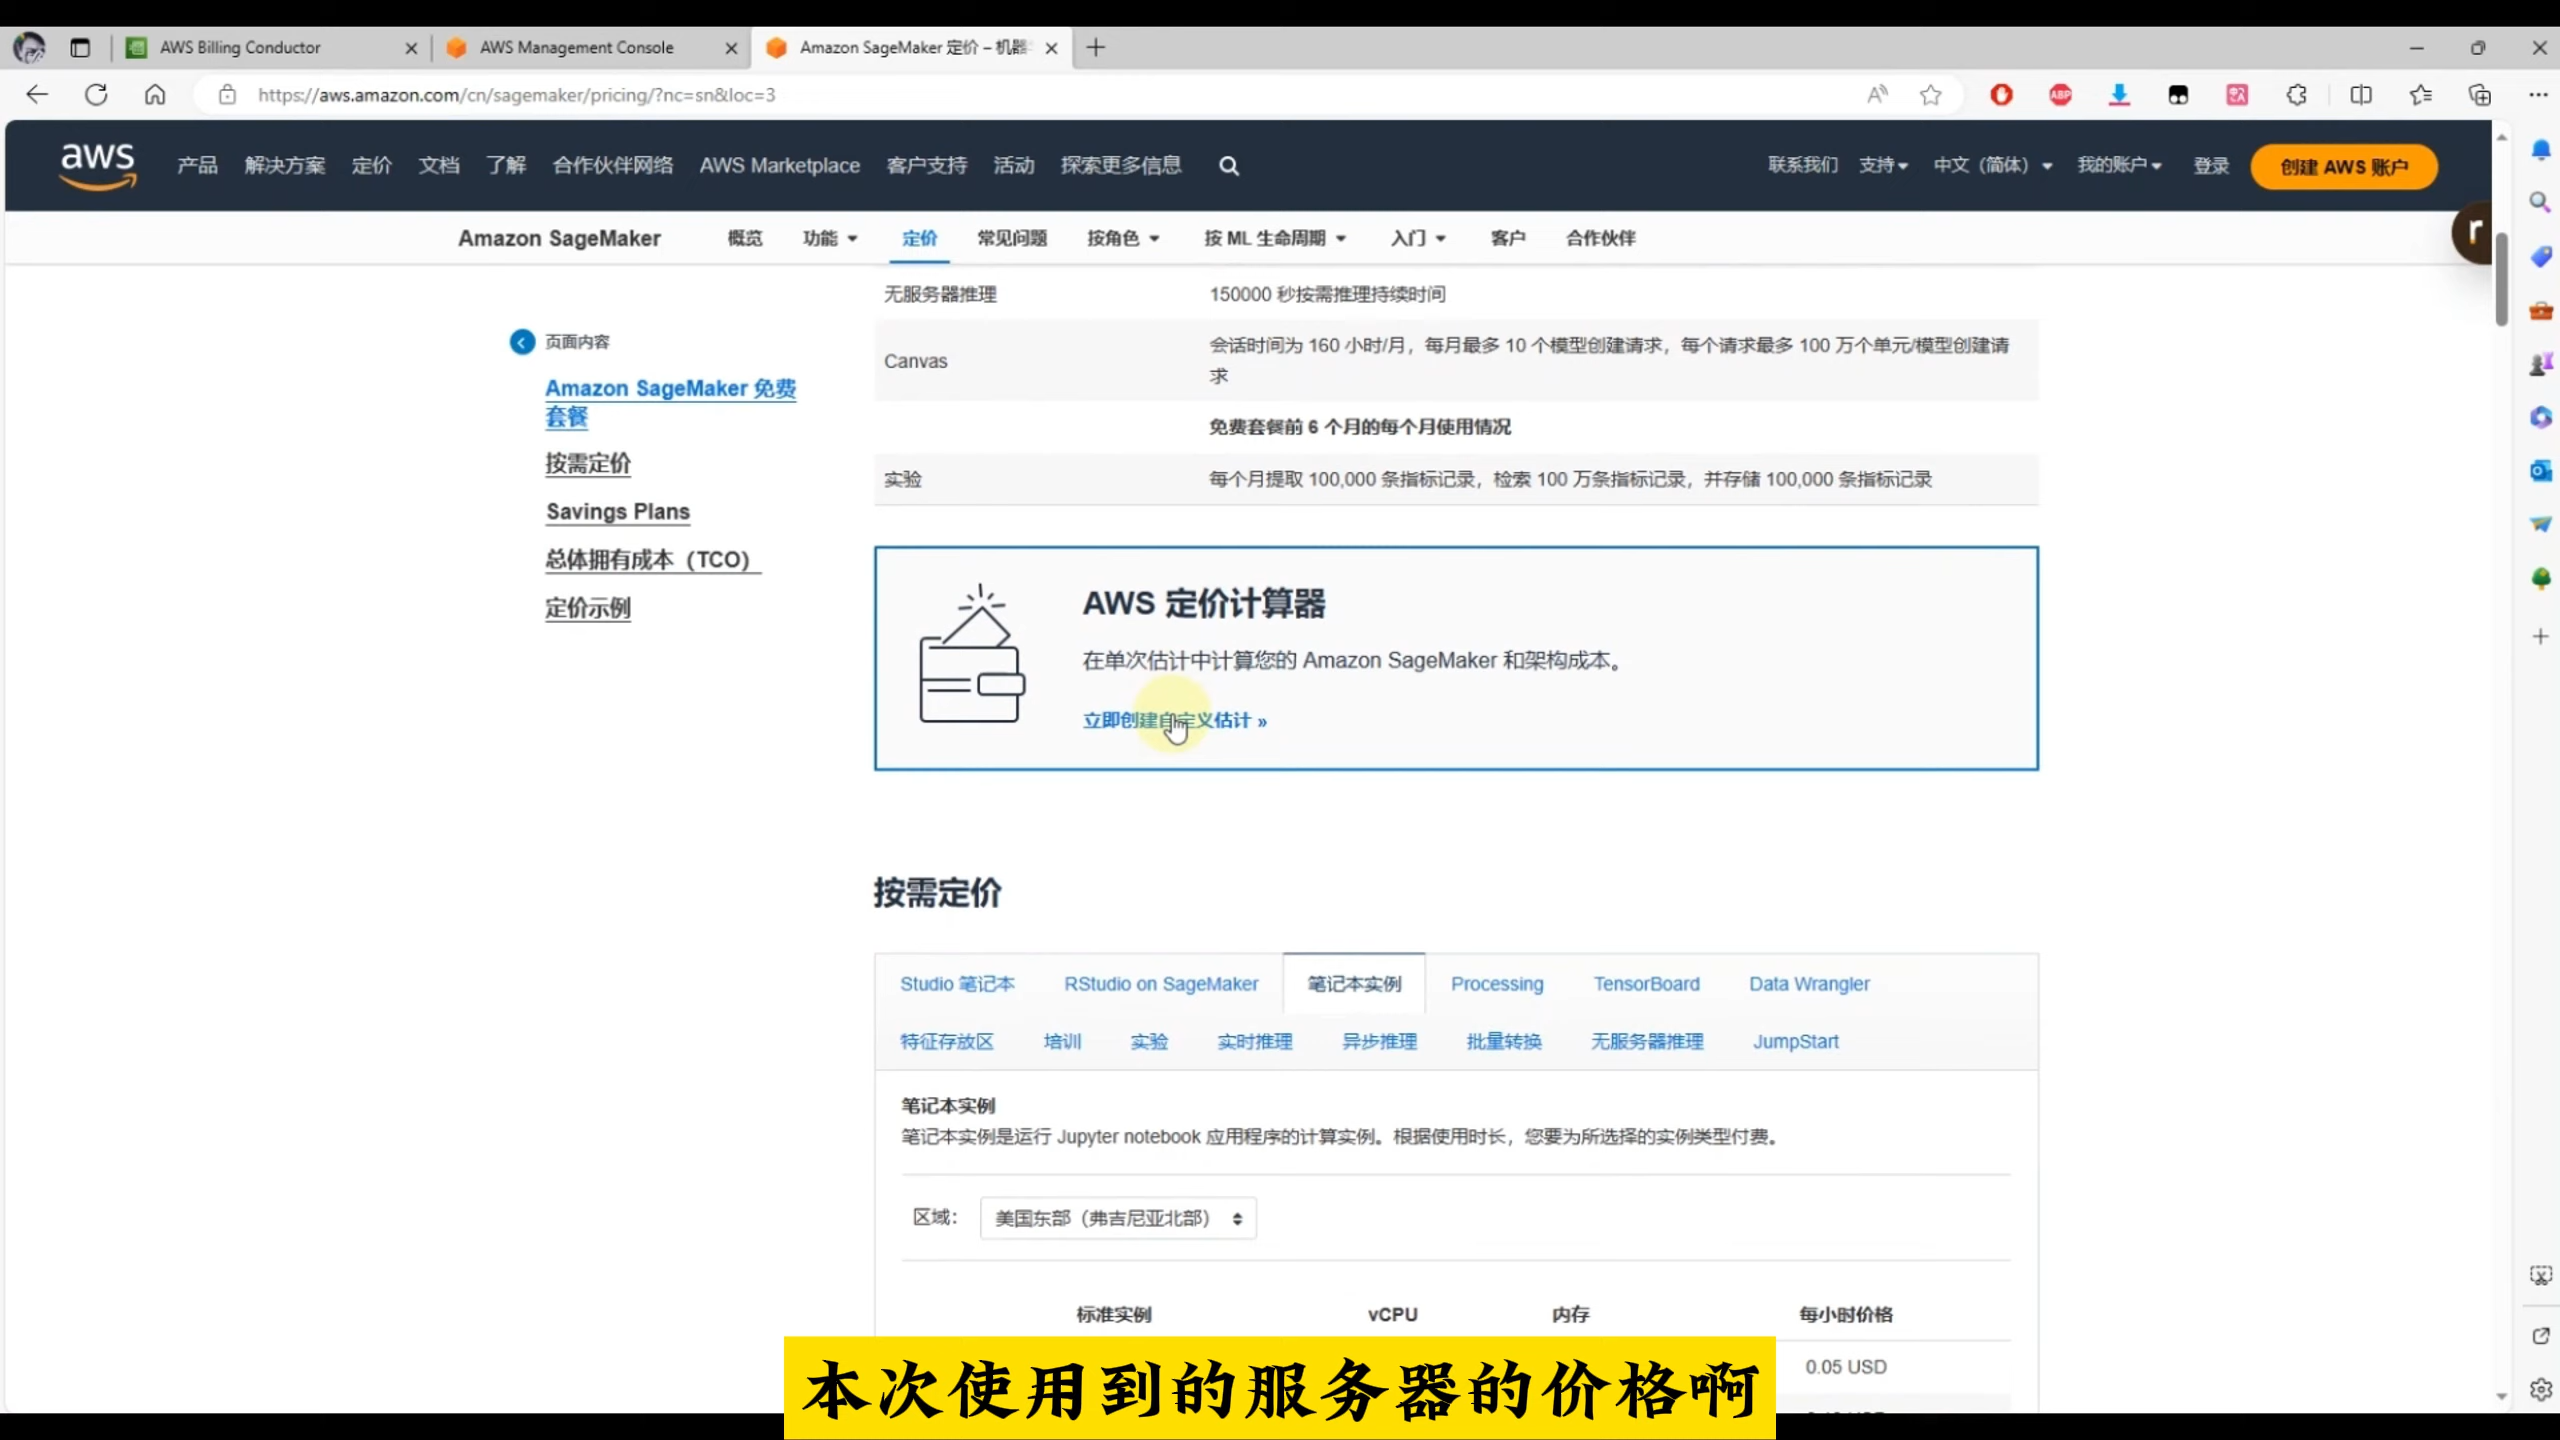 AWS Billing Conductor
AWS Management Console
Amazon SageMaker 定价 – 机器
https://aws.amazon.com/cn/sagemaker/pricing/?nc=sn&loc=3
aws 产品 解决方案 定价 文档 了解 合作伙伴网络 AWS Marketplace 客户支持 活动 探索更多信息 联系我们 支持 中文（简体） 我的账户 登录 创建 AWS 账户
Amazon SageMaker 概览 功能 定价 常见问题 按角色 按 ML 生命周期 入门 客户 合作伙伴
页面内容
Amazon SageMaker 免费
套餐
按需定价
Savings Plans
总体拥有成本（TCO）
定价示例
无服务器推理 150000 秒按需推理持续时间
Canvas 会话时间为 160 小时/月，每月最多 10 个模型创建请求，每个请求最多 100 万个单元/模型创建请
求
免费套餐前 6 个月的每个月使用情况
实验 每个月提取 100,000 条指标记录，检索 100 万条指标记录，并存储 100,000 条指标记录
AWS 定价计算器
在单次估计中计算您的 Amazon SageMaker 和架构成本。
立即创建自定义估计 »
按需定价
Studio 笔记本 RStudio on SageMaker 笔记本实例 Processing TensorBoard Data Wrangler
特征存放区 培训 实验 实时推理 异步推理 批量转换 无服务器推理 JumpStart
笔记本实例
笔记本实例是运行 Jupyter notebook 应用程序的计算实例。根据使用时长，您要为所选择的实例类型付费。
区域： 美国东部（弗吉尼亚北部）
标准实例 vCPU 内存 每小时价格
0.05 USD
本次使用到的服务器的价格啊